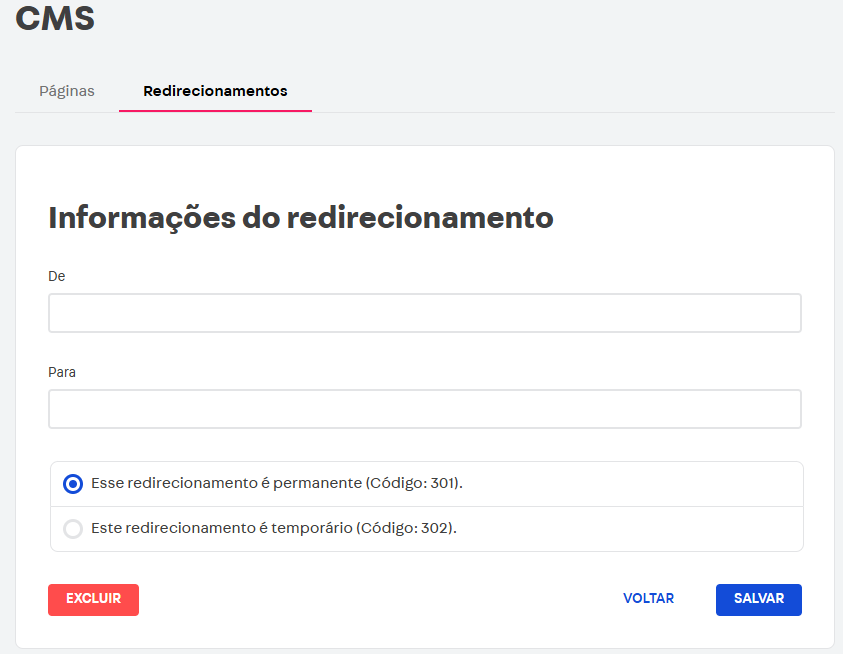 CMS
Páginas Redirecionamentos
Informações do redirecionamento
De
Para
Esse redirecionamento é permanente (Código: 301).
Este redirecionamento é temporário (Código: 302).
EXCLUIR VOLTAR SALVAR